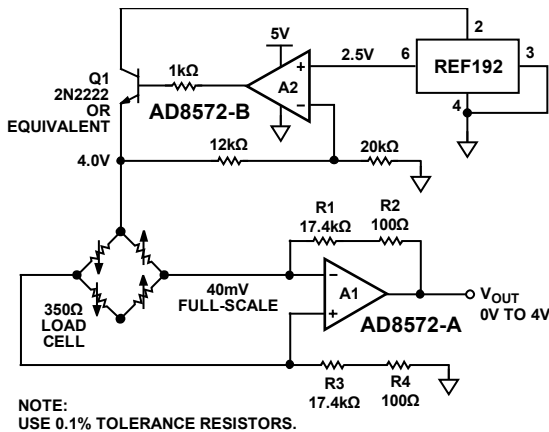 2
5V
1kΩ
+
2.5V
6
REF192
3
Q1
2N2222
OR
EQUIVALENT
A2
−
4
AD8572-B
12kΩ
20kΩ
4.0V
R1
17.4kΩ
R2
100Ω
40mV
FULL-SCALE
−
A1
+
VOUT
0V TO 4V
350Ω
LOAD
CELL
AD8572-A
R3
17.4kΩ
R4
100Ω
NOTE:
USE 0.1% TOLERANCE RESISTORS.